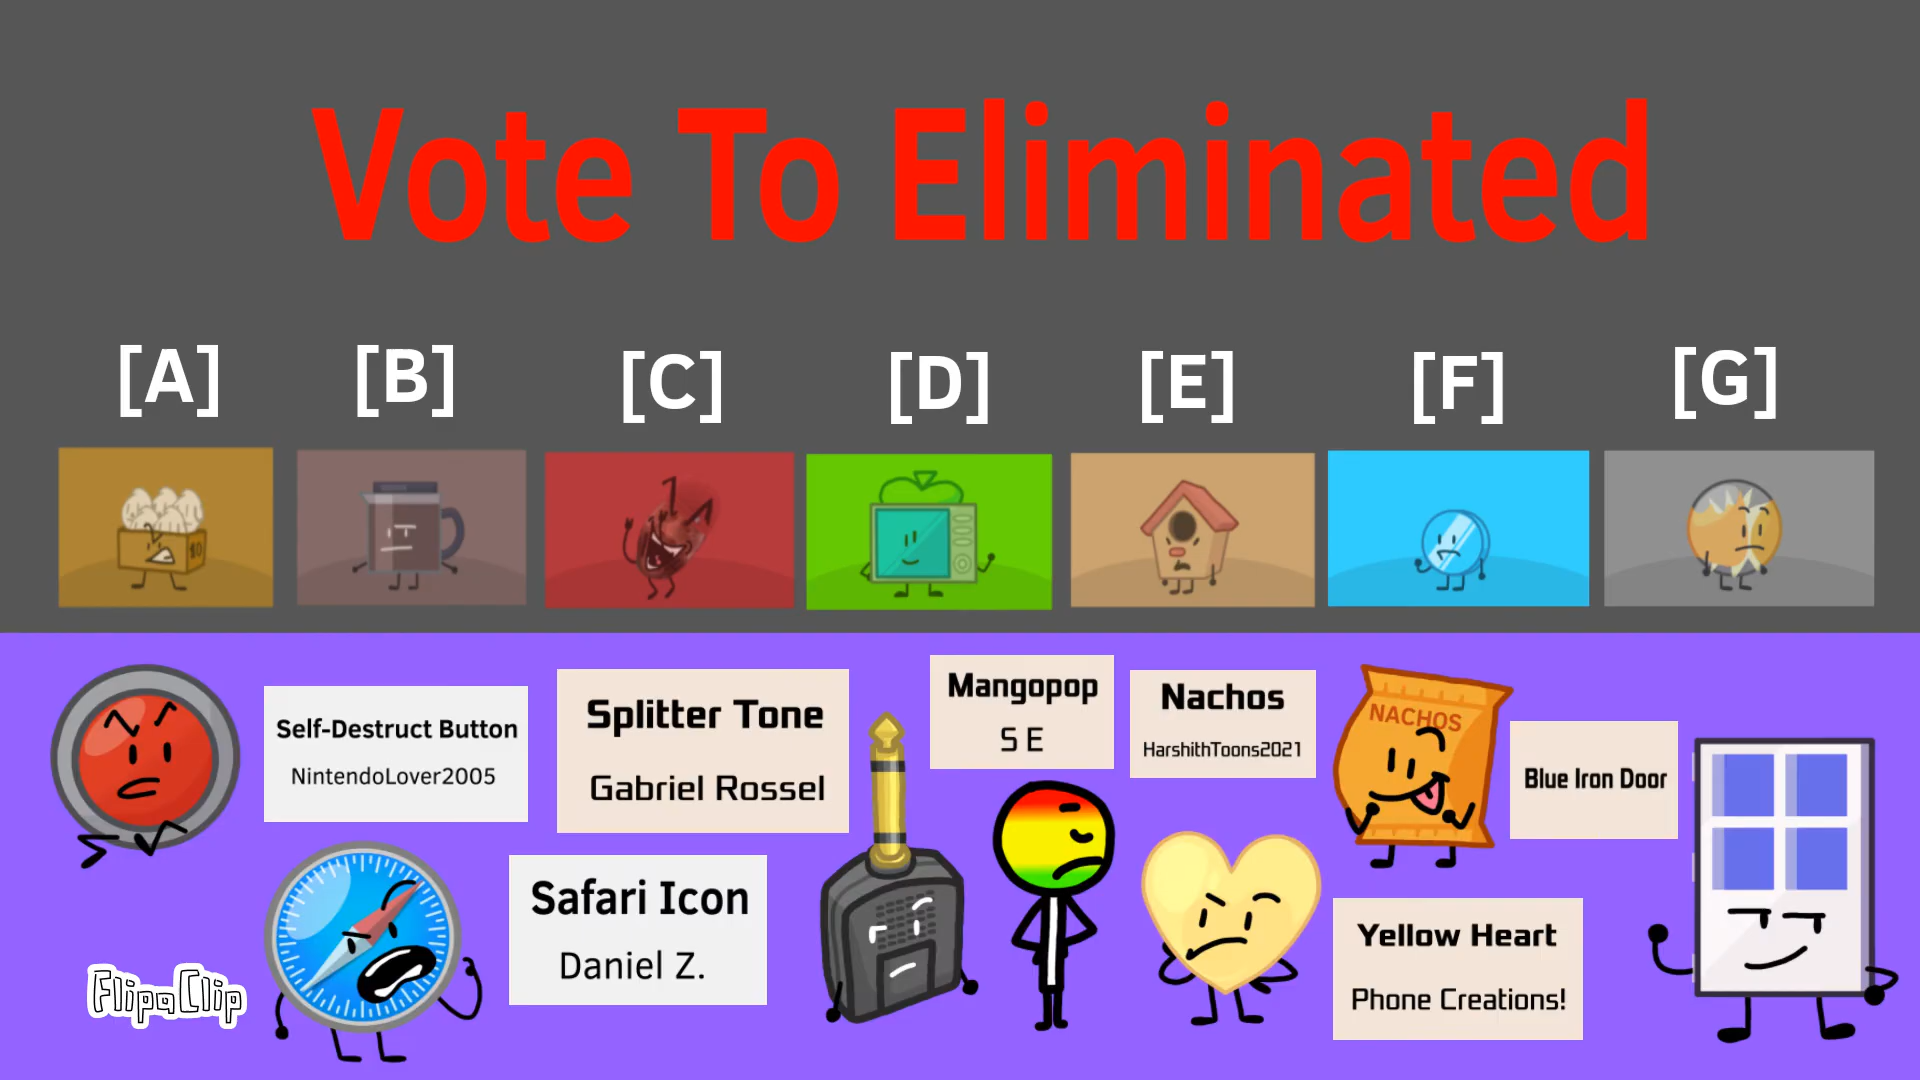 Vote To Eliminated
[A] [B] [C] [D] [E] [F] [G]
10
Self-Destruct Button
NintendoLover2005
Splitter Tone
Gabriel Rossel
Mangopop
S E
Nachos
HarshithToons2021
NACHOS
Blue Iron Door
Safari Icon
Daniel Z.
Yellow Heart
Phone Creations!
FlipaClip